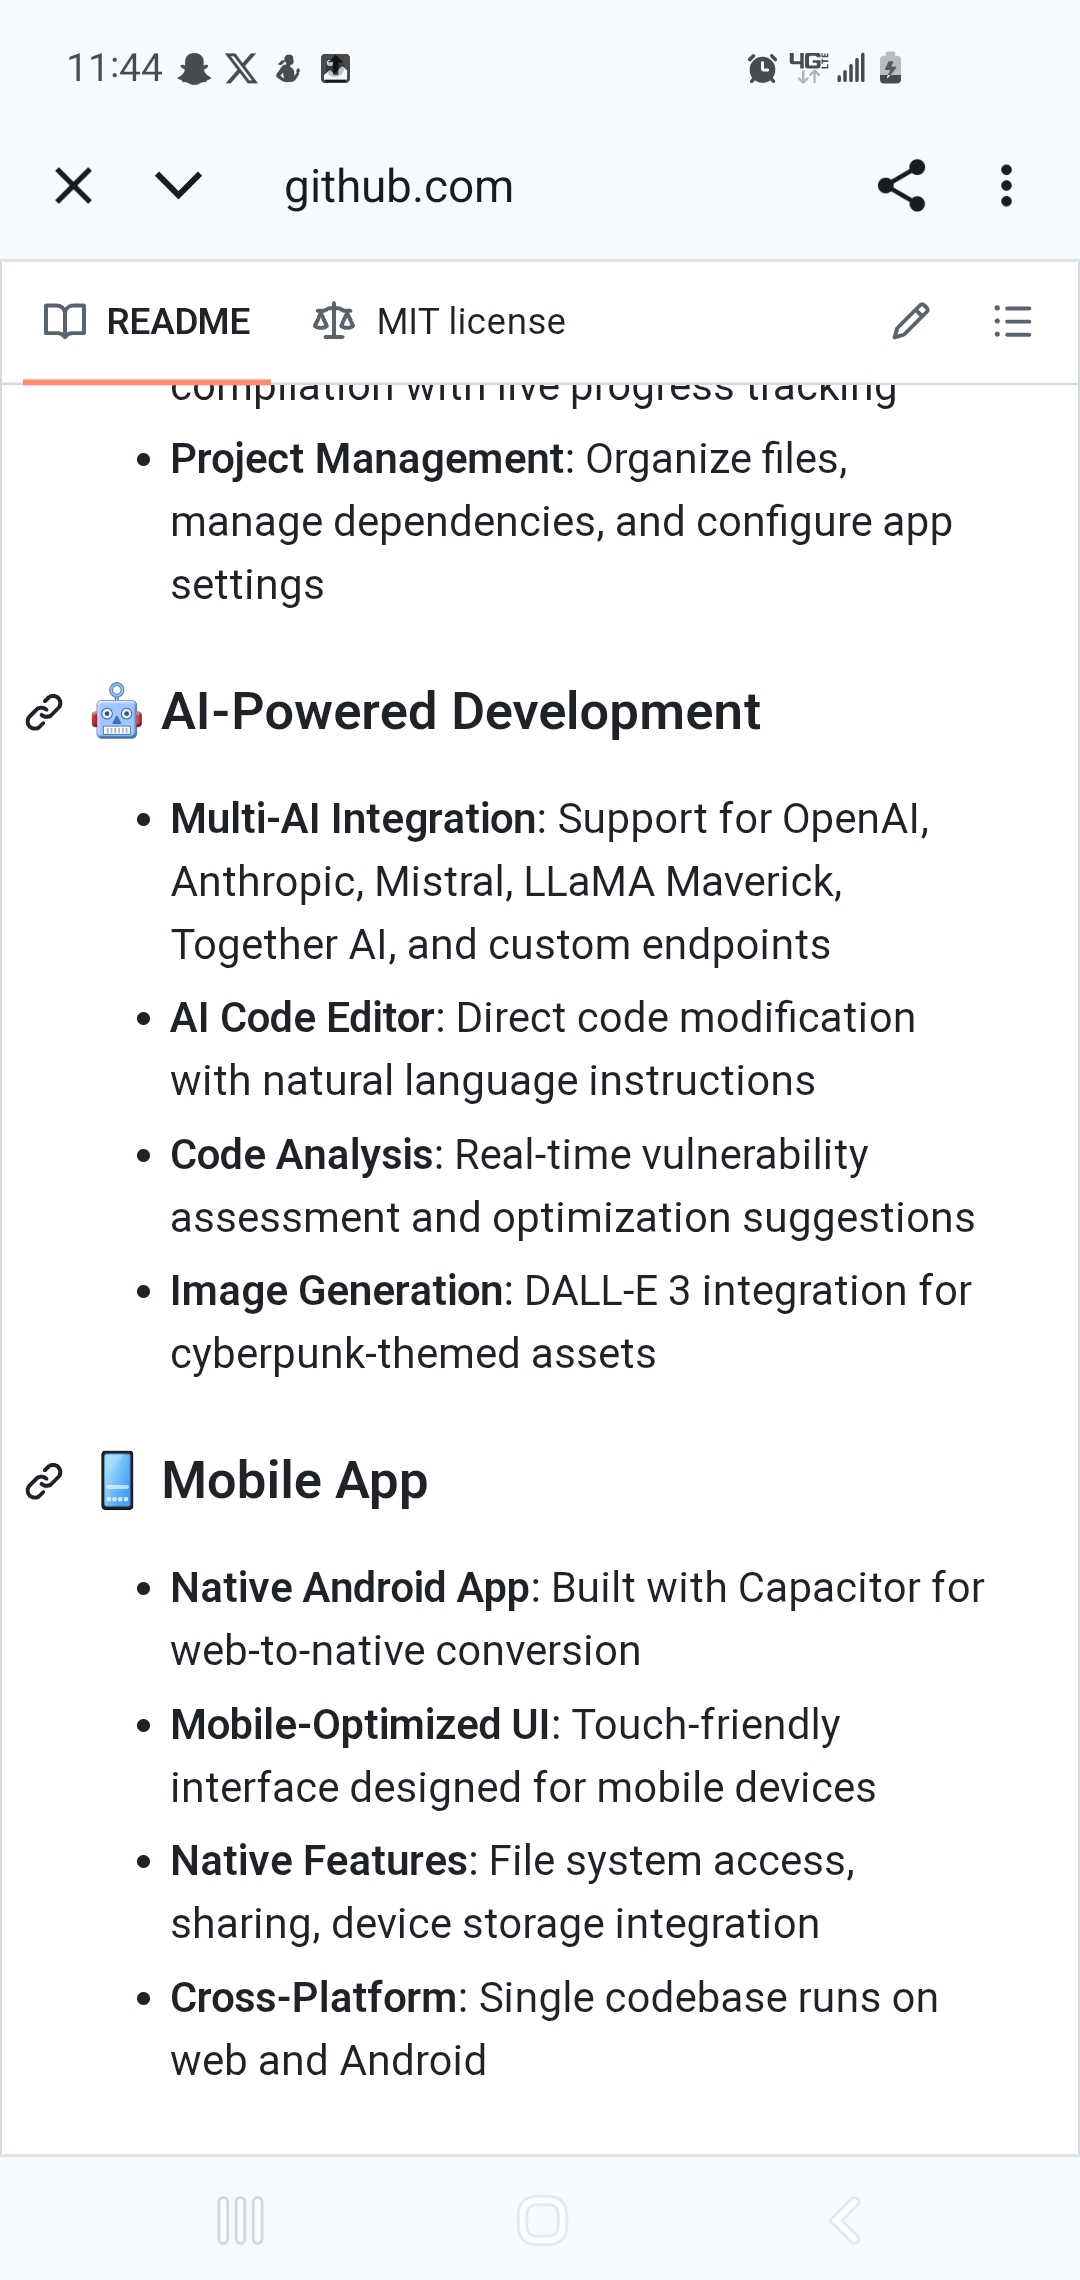 11:44
4G LTE
github.com
README
MIT license
compilation with live progress tracking
• Project Management: Organize files,
manage dependencies, and configure app
settings
🤖 AI-Powered Development
• Multi-AI Integration: Support for OpenAI,
Anthropic, Mistral, LLaMA Maverick,
Together AI, and custom endpoints
• AI Code Editor: Direct code modification
with natural language instructions
• Code Analysis: Real-time vulnerability
assessment and optimization suggestions
• Image Generation: DALL-E 3 integration for
cyberpunk-themed assets
📱 Mobile App
• Native Android App: Built with Capacitor for
web-to-native conversion
• Mobile-Optimized UI: Touch-friendly
interface designed for mobile devices
• Native Features: File system access,
sharing, device storage integration
• Cross-Platform: Single codebase runs on
web and Android